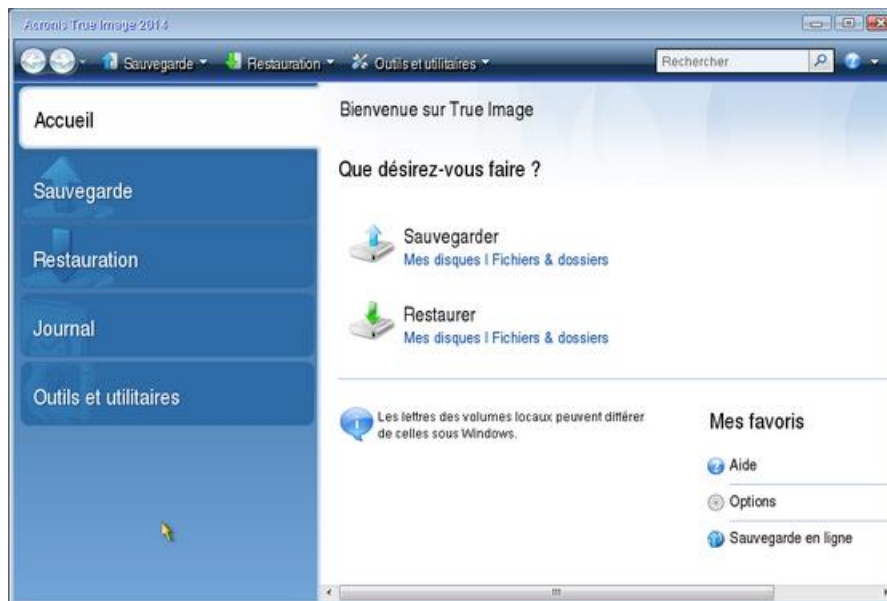 Acronis True Image 2014
Sauvegarde
Restauration
Outils et utilitaires
Rechercher
Accueil
Sauvegarde
Restauration
Journal
Outils et utilitaires
Bienvenue sur True Image
Que désirez-vous faire ?
Sauvegarder
Mes disques | Fichiers & dossiers
Restaurer
Mes disques | Fichiers & dossiers
Les lettres des volumes locaux peuvent différer
de celles sous Windows.
Mes favoris
Aide
Options
Sauvegarde en ligne